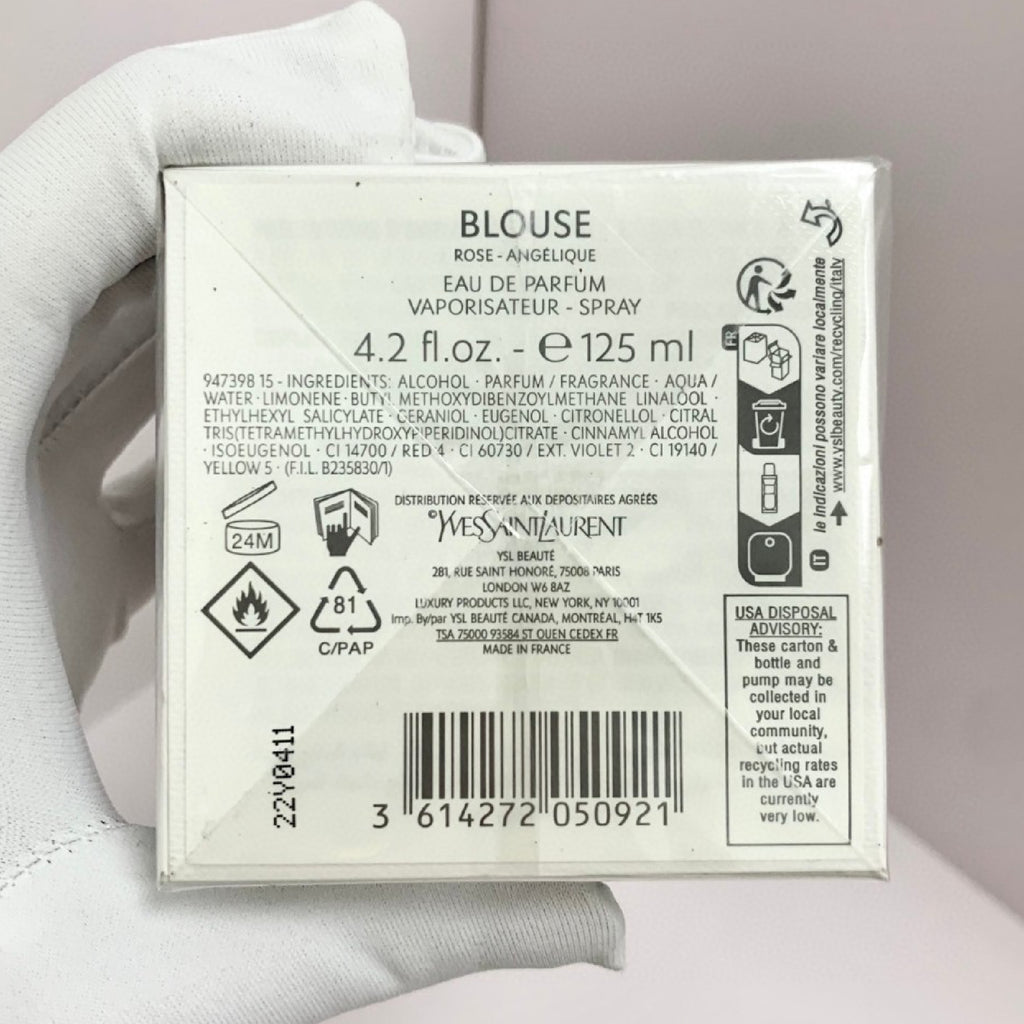 BLOUSE
ROSE - ANGÉLIQUE
EAU DE PARFUM
VAPORISATEUR - SPRAY
4.2 fl.oz. - ℮ 125 ml
947398 15 - INGREDIENTS: ALCOHOL · PARFUM / FRAGRANCE · AQUA /
WATER · LIMONENE · BUTYL METHOXYDIBENZOYLMETHANE LINALOOL ·
ETHYLHEXYL SALICYLATE · GERANIOL · EUGENOL · CITRONELLOL · CITRAL
TRIS(TETRAMETHYLHYDROXYPIPERIDINOL)CITRATE · CINNAMYL ALCOHOL
· ISOEUGENOL · CI 14700 / RED 4 · CI 60730 / EXT. VIOLET 2 · CI 19140 /
YELLOW 5 · (F.I.L. B235830/1)
24M
81
C/PAP
DISTRIBUTION RESERVÉE AUX DEPOSITAIRES AGRÉÉS
©YVESSAINTLAURENT
YSL BEAUTÉ
281, RUE SAINT HONORÉ, 75008 PARIS
LONDON W6 8AZ
LUXURY PRODUCTS LLC, NEW YORK, NY 10001
Imp. By/par YSL BEAUTÉ CANADA, MONTRÉAL, H4T 1K5
TSA 75000 93584 ST OUEN CEDEX FR
MADE IN FRANCE
22Y0411
3 614272 050921
FR
IT
le indicazioni possono variare localmente
www.yslbeauty.com/recycling/italy
USA DISPOSAL
ADVISORY:
These carton &
bottle and
pump may be
collected in
your local
community,
but actual
recycling rates
in the USA are
currently
very low.